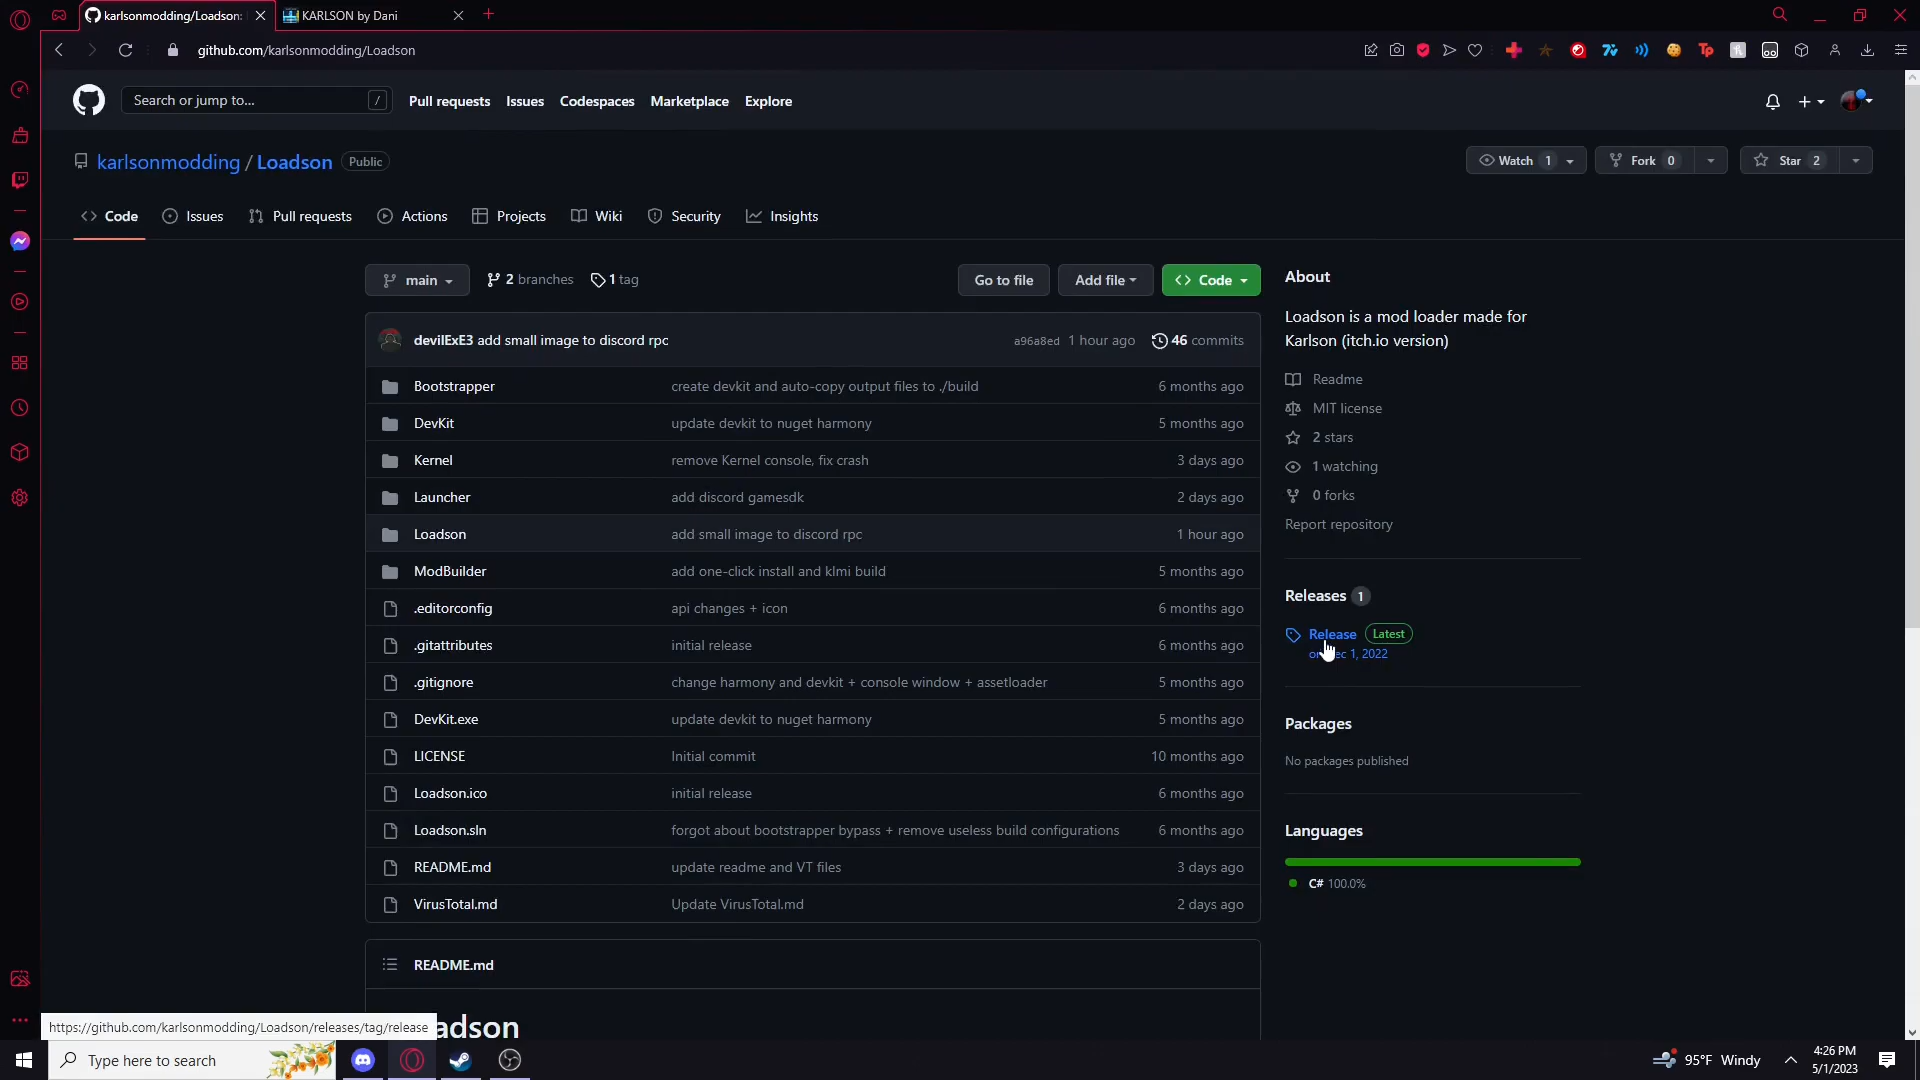 karlsonmodding/Loadson:
KARLSON by Dani
github.com/karlsonmodding/Loadson
Search or jump to...
/
Pull requests
Issues
Codespaces
Marketplace
Explore
karlsonmodding / Loadson
Public
Watch 1
Fork 0
Star 2
Code
Issues
Pull requests
Actions
Projects
Wiki
Security
Insights
main
2 branches
1 tag
Go to file
Add file
Code
devilExE3 add small image to discord rpc
a96a8ed 1 hour ago
46 commits
Bootstrapper create devkit and auto-copy output files to ./build 6 months ago
DevKit update devkit to nuget harmony 5 months ago
Kernel remove Kernel console, fix crash 3 days ago
Launcher add discord gamesdk 2 days ago
Loadson add small image to discord rpc 1 hour ago
ModBuilder add one-click install and klmi build 5 months ago
.editorconfig api changes + icon 6 months ago
.gitattributes initial release 6 months ago
.gitignore change harmony and devkit + console window + assetloader 5 months ago
DevKit.exe update devkit to nuget harmony 5 months ago
LICENSE Initial commit 10 months ago
Loadson.ico initial release 6 months ago
Loadson.sln forgot about bootstrapper bypass + remove useless build configurations 6 months ago
README.md update readme and VT files 3 days ago
VirusTotal.md Update VirusTotal.md 2 days ago
README.md
adson
About
Loadson is a mod loader made for
Karlson (itch.io version)
Readme
MIT license
2 stars
1 watching
0 forks
Report repository
Releases 1
Release Latest
1, 2022
Packages
No packages published
Languages
C# 100.0%
https://github.com/karlsonmodding/Loadson/releases/tag/release
Type here to search
95°F Windy
4:26 PM
5/1/2023